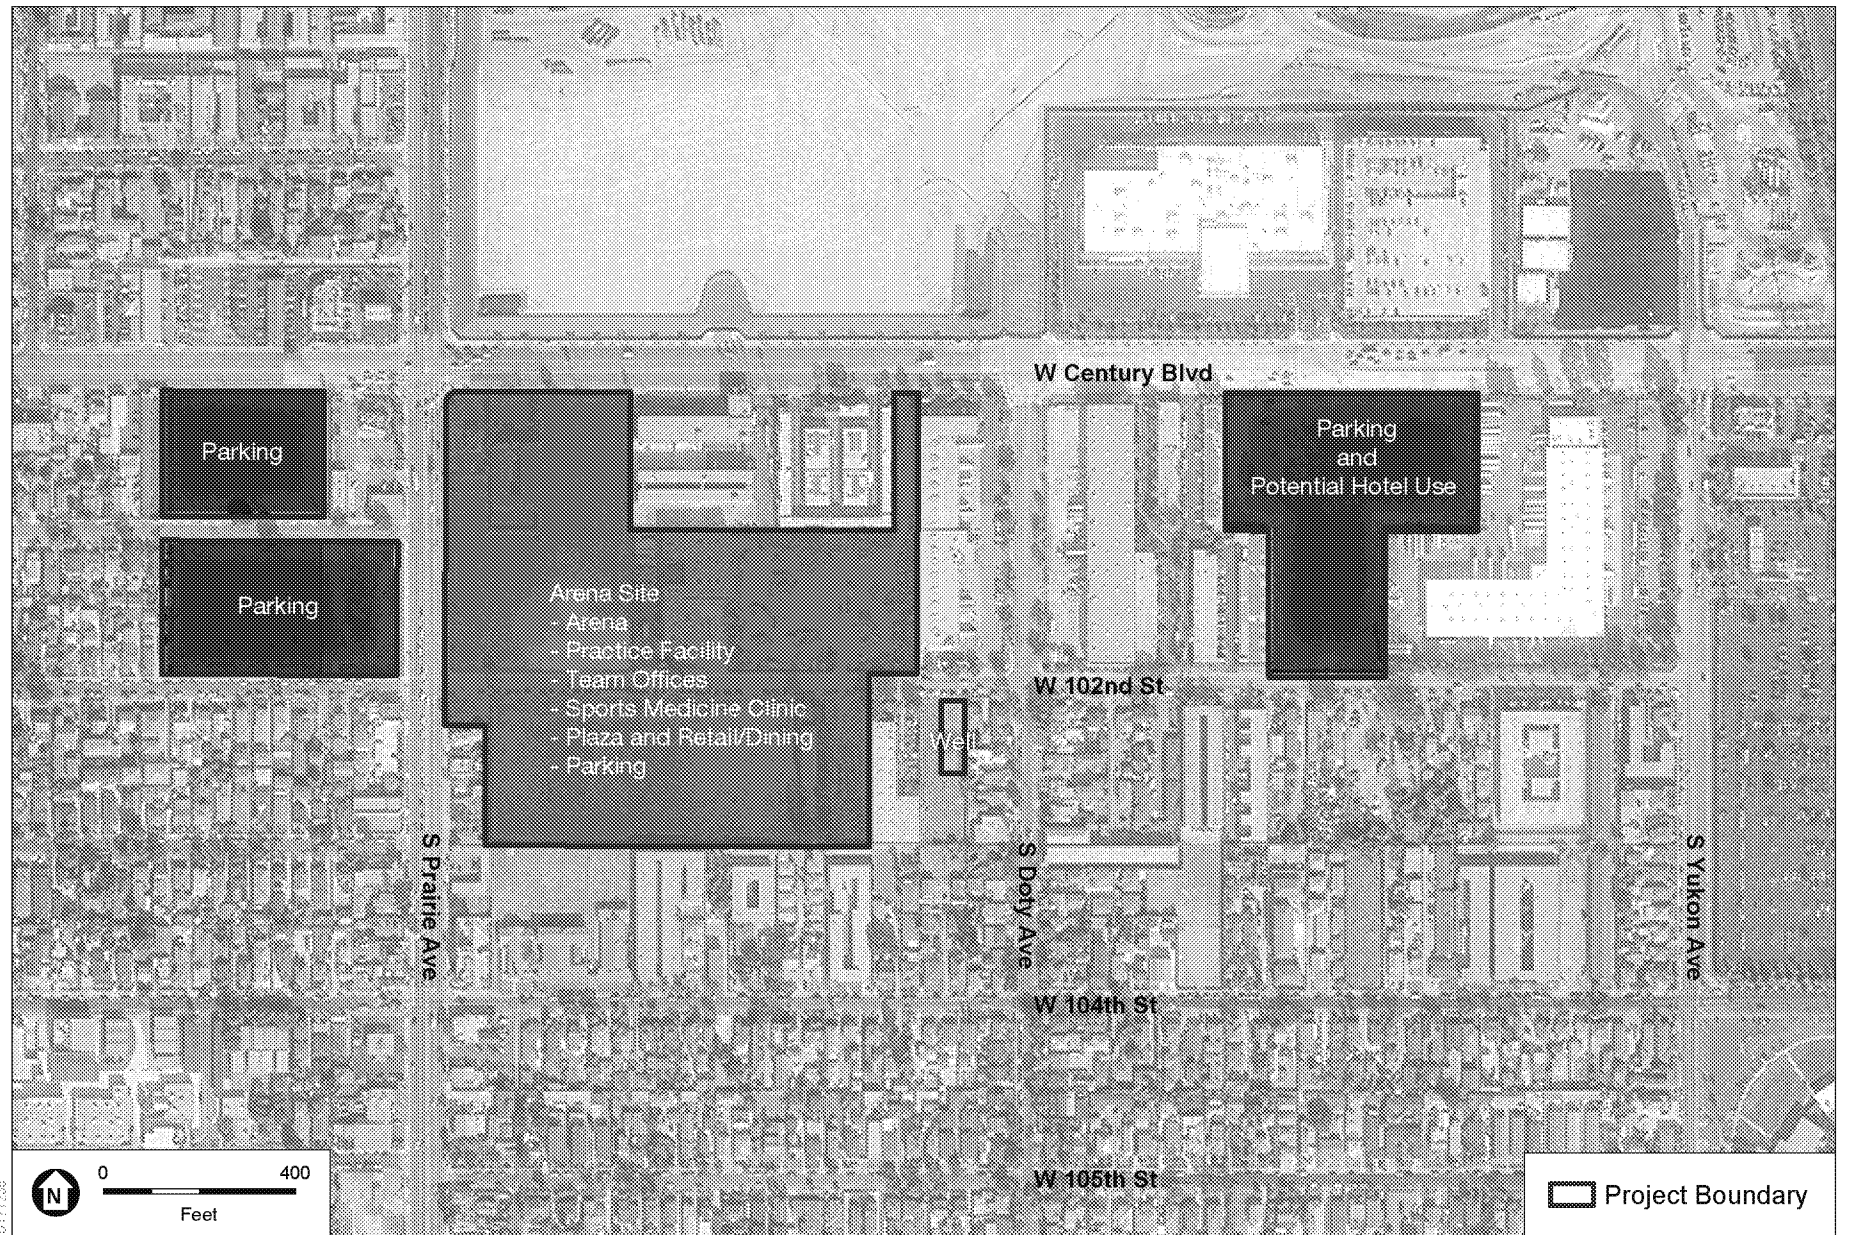 W Century Blvd
Parking
Parking
and
Potential Hotel Use
Parking
Arena Site
- Arena
- Practice Facility
- Team Offices
- Sports Medicine Clinic
- Plaza and Retail/Dining
- Parking
W 102nd St
Well
S Prairie Ave
S Doty Ave
S Yukon Ave
W 104th St
W 105th St
N
0 400
Feet
Project Boundary